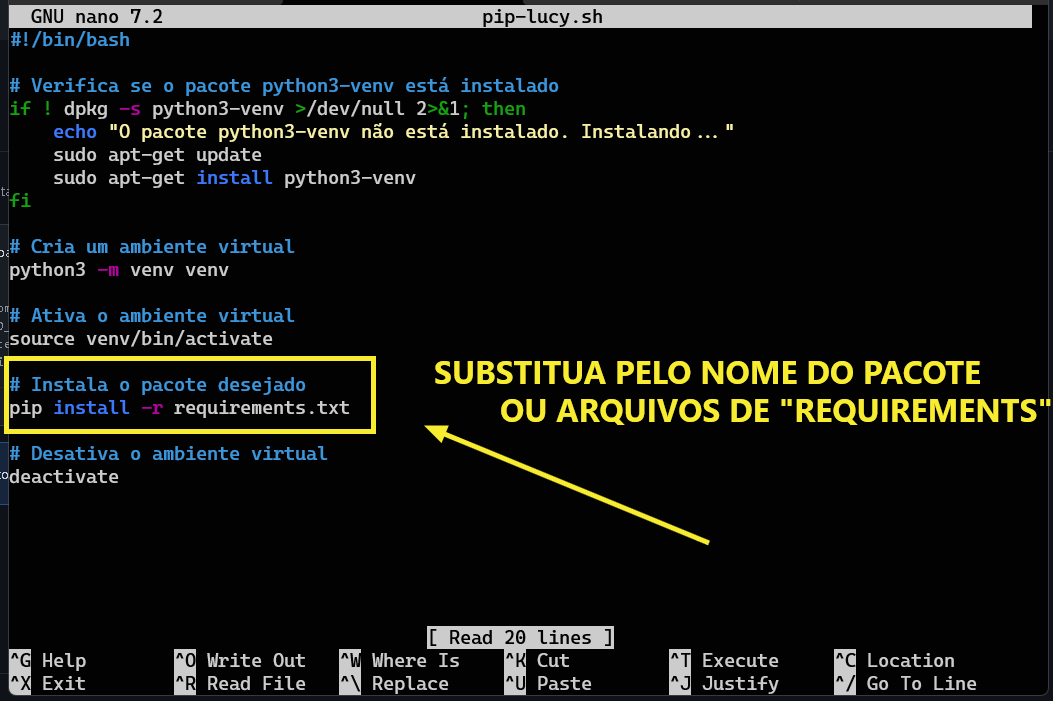 GNU nano 7.2 pip-lucy.sh
#!/bin/bash
# Verifica se o pacote python3-venv está instalado
if ! dpkg -s python3-venv >/dev/null 2>&1; then
echo "O pacote python3-venv não está instalado. Instalando..."
sudo apt-get update
sudo apt-get install python3-venv
fi
# Cria um ambiente virtual
python3 -m venv venv
# Ativa o ambiente virtual
source venv/bin/activate
# Instala o pacote desejado
pip install -r requirements.txt
SUBSTITUA PELO NOME DO PACOTE
OU ARQUIVOS DE "REQUIREMENTS"
# Desativa o ambiente virtual
deactivate
[ Read 20 lines ]
^G Help ^O Write Out ^W Where Is ^K Cut ^T Execute ^C Location
^X Exit ^R Read File ^\ Replace ^U Paste ^J Justify ^/ Go To Line